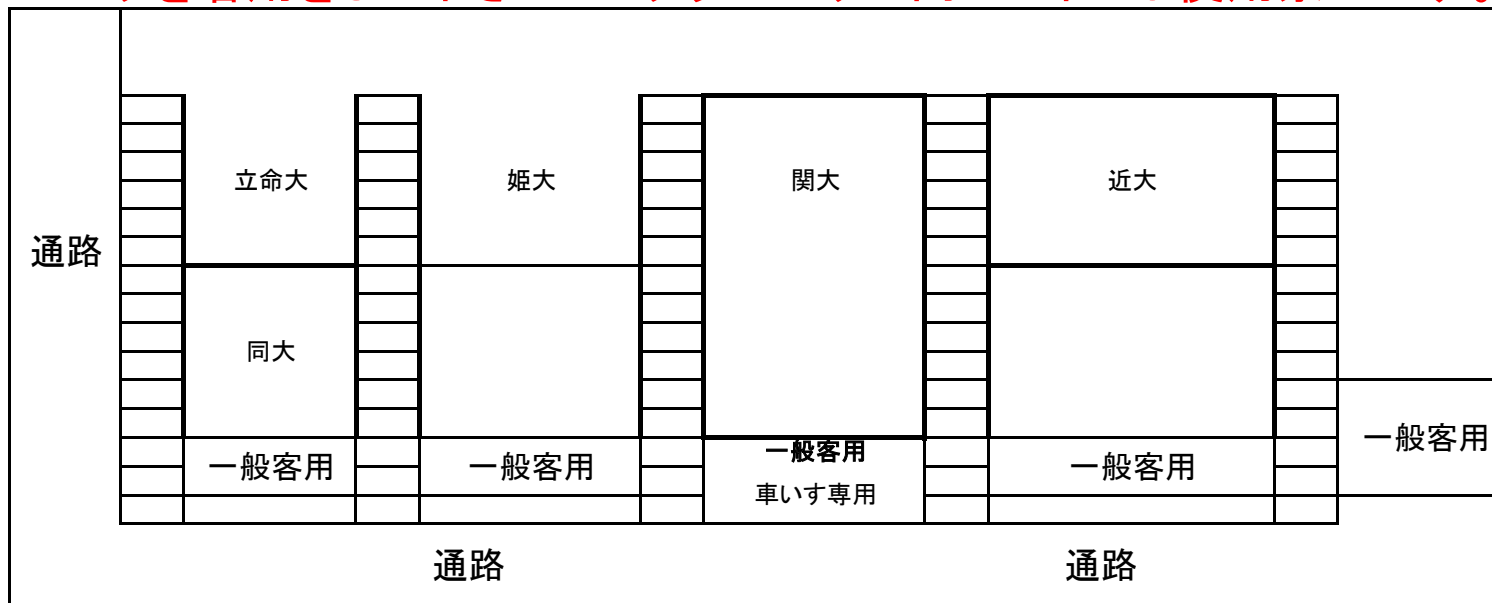 立命大
姫大
関大
近大
通路
同大
一般客用
一般客用
一般客用
車いす専用
一般客用
一般客用
通路
通路